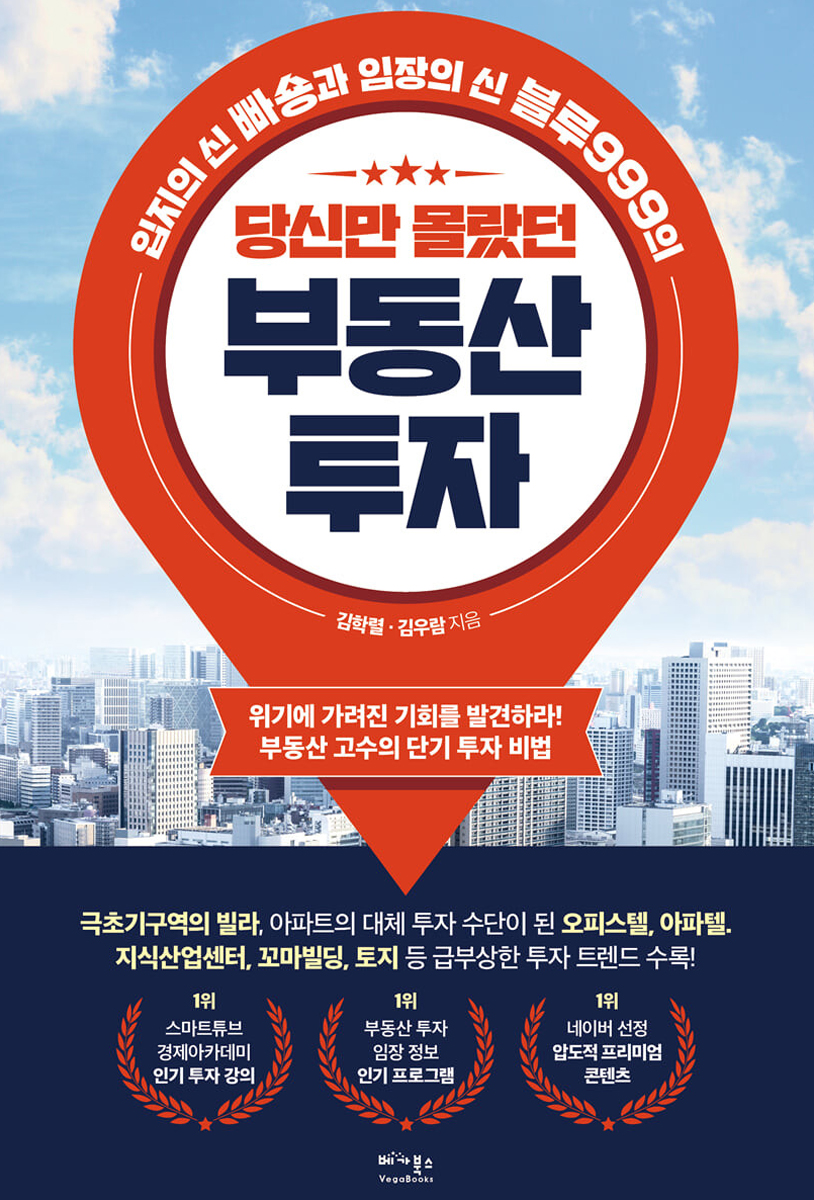 입지의 신 빠숑과 임장의 신 블루999의
당신만 몰랐던
부동산
투자
김학렬 · 김우람 지음
위기에 가려진 기회를 발견하라!
부동산 고수의 단기 투자 비법
극초기구역의 빌라, 아파트의 대체 투자 수단이 된 오피스텔, 아파텔.
지식산업센터, 꼬마빌딩, 토지 등 급부상한 투자 트렌드 수록!
1위
스마트튜브
경제아카데미
인기 투자 강의
1위
부동산 투자
임장 정보
인기 프로그램
1위
네이버 선정
압도적 프리미엄
콘텐츠
베가북스
VegaBooks